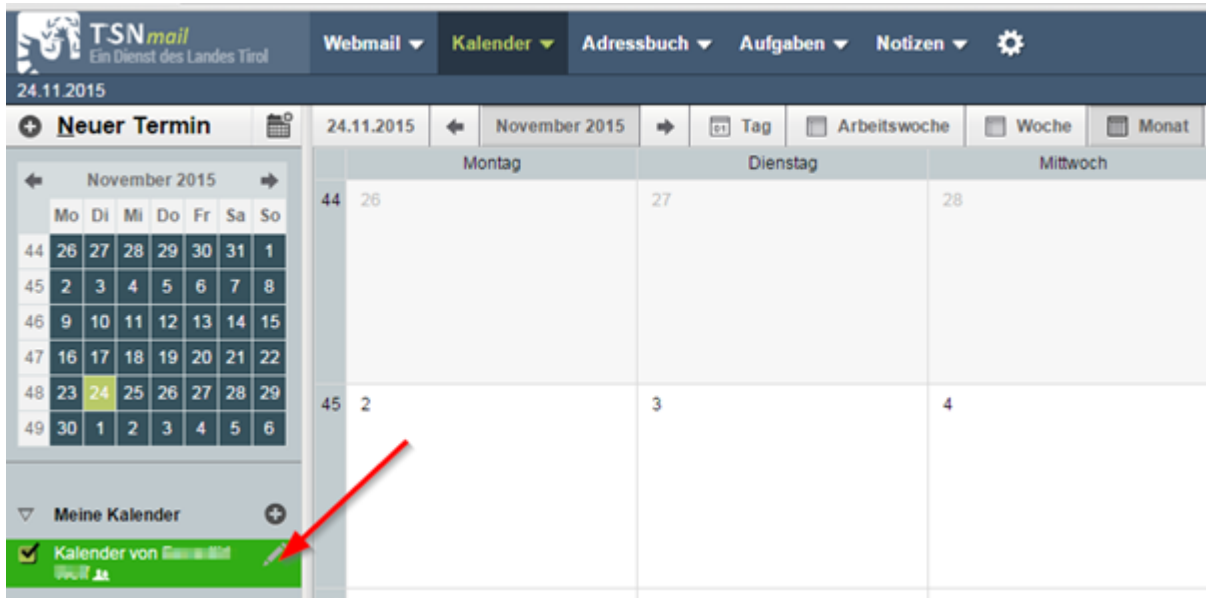 TSNmail
Ein Dienst des Landes Tirol
Webmail Kalender Adressbuch Aufgaben Notizen
24.11.2015
Neuer Termin
24.11.2015 November 2015 Tag Arbeitswoche Woche Monat
Montag Dienstag Mittwoch
November 2015
Mo Di Mi Do Fr Sa So
44 26 27 28 29 30 31 1
45 2 3 4 5 6 7 8
46 9 10 11 12 13 14 15
47 16 17 18 19 20 21 22
48 23 24 25 26 27 28 29
49 30 1 2 3 4 5 6
44 26 27 28
45 2 3 4
Meine Kalender
Kalender von